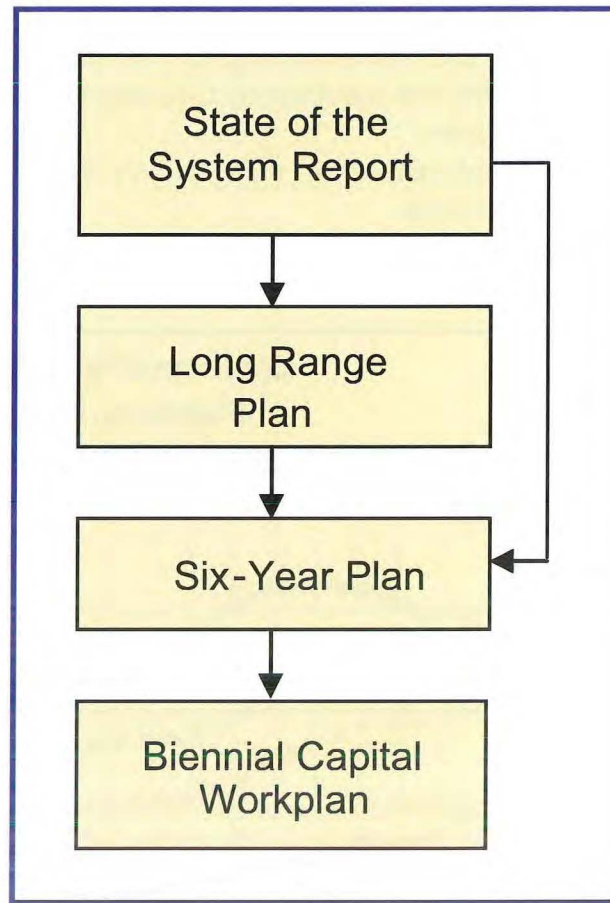 State of the
System Report
Long Range
Plan
Six-Year Plan
Biennial Capital
Workplan